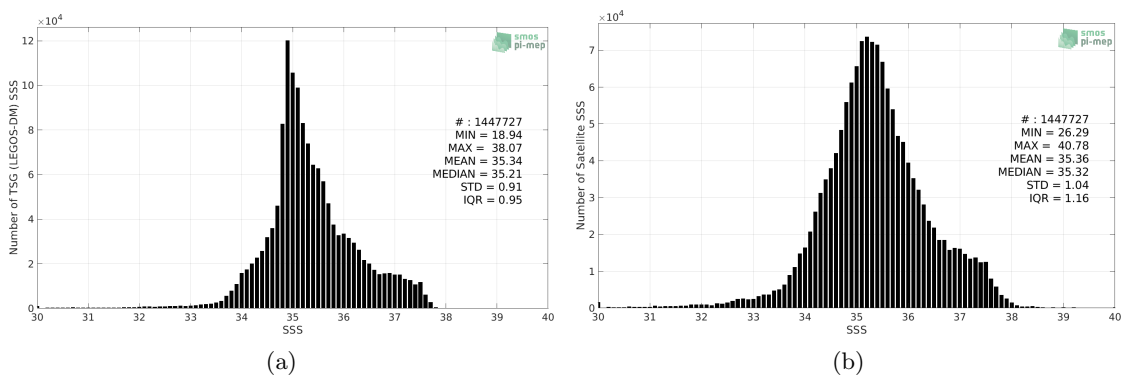 ×10⁴
12
10
8
6
4
2
0
30 31 32 33 34 35 36 37 38 39 40
SSS
Number of TSG (LEGOS-DM) SSS
smos
pi-mep
# : 1447727
MIN = 18.94
MAX = 38.07
MEAN = 35.34
MEDIAN = 35.21
STD = 0.91
IQR = 0.95
(a)
×10⁴
7
6
5
4
3
2
1
0
30 31 32 33 34 35 36 37 38 39 40
SSS
Number of Satellite SSS
smos
pi-mep
# : 1447727
MIN = 26.29
MAX = 40.78
MEAN = 35.36
MEDIAN = 35.32
STD = 1.04
IQR = 1.16
(b)